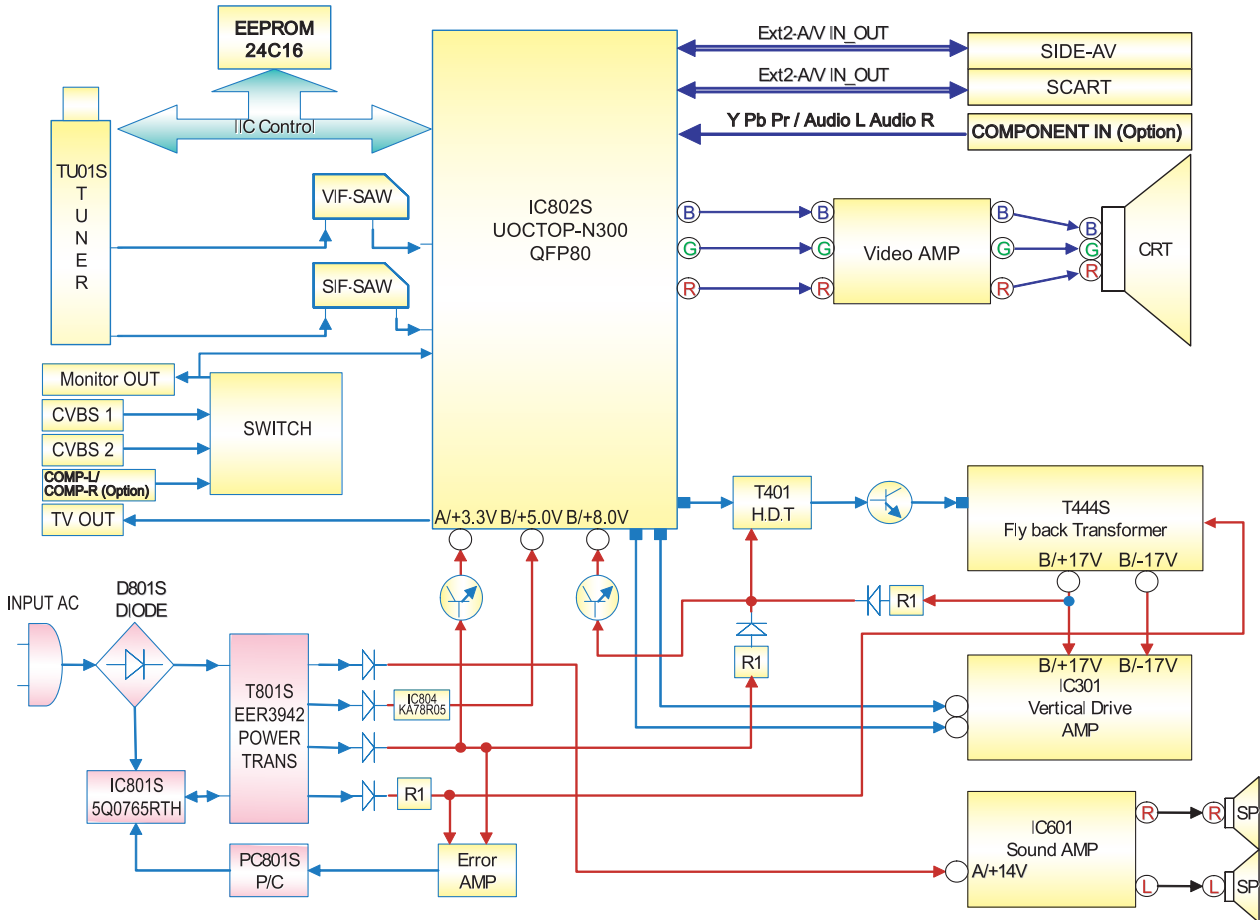 EEPROM
24C16
IIC Control
TU01S
T
U
N
E
R
VIF-SAW
SIF-SAW
IC802S
UOCTOP-N300
QFP80
Ext2-A/V IN_OUT
SIDE-AV
Ext2-A/V IN_OUT
SCART
Y Pb Pr / Audio L Audio R
COMPONENT IN (Option)
B
B
B
B
G
G
G
G
R
R
R
R
Video AMP
CRT
Monitor OUT
CVBS 1
CVBS 2
COMP-L/
COMP-R (Option)
TV OUT
SWITCH
A/+3.3V
B/+5.0V
B/+8.0V
T401
H.D.T
T444S
Fly back Transformer
B/+17V
B/-17V
R1
R1
B/+17V
B/-17V
IC301
Vertical Drive
AMP
INPUT AC
D801S
DIODE
T801S
EER3942
POWER
TRANS
IC804
KA78R05
R1
IC801S
5Q0765RTH
PC801S
P/C
Error
AMP
IC601
Sound AMP
A/+14V
R
R
SP
L
L
SP